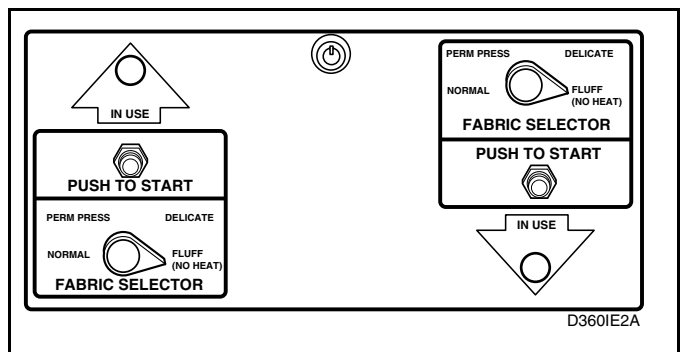 IN USE
PUSH TO START
PERM PRESS DELICATE
NORMAL FLUFF
(NO HEAT)
FABRIC SELECTOR
PERM PRESS DELICATE
NORMAL FLUFF
(NO HEAT)
FABRIC SELECTOR
PUSH TO START
IN USE
D360IE2A